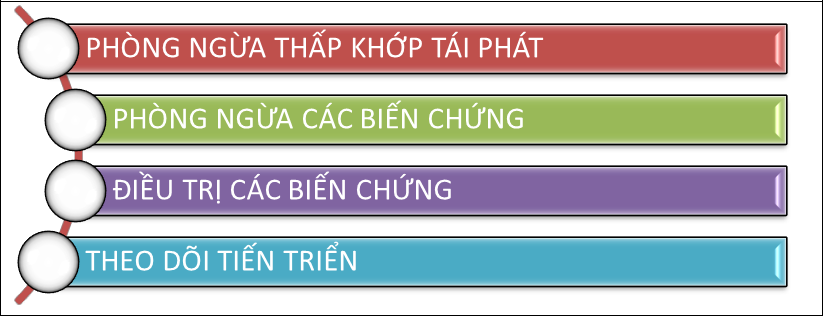 PHÒNG NGỪA THẤP KHỚP TÁI PHÁT
PHÒNG NGỪA CÁC BIẾN CHỨNG
ĐIỀU TRỊ CÁC BIẾN CHỨNG
THEO DÕI TIẾN TRIỂN